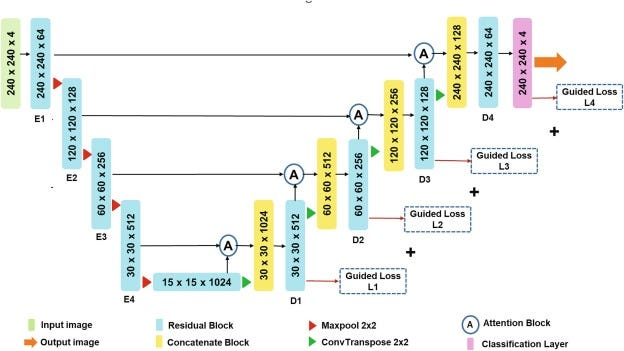 240 x 240 x 4
240 x 240 x 64
E1
120 x 120 x 128
E2
60 x 60 x 256
E3
30 x 30 x 512
E4
15 x 15 x 1024
A
30 x 30 x 1024
30 x 30 x 512
D1
A
60 x 60 x 512
60 x 60 x 256
D2
A
120 x 120 x 256
120 x 120 x 128
D3
A
240 x 240 x 128
240 x 240 x 64
D4
240 x 240 x 4
Guided Loss
L4
+
Guided Loss
L3
+
Guided Loss
L2
+
Guided Loss
L1
Input image
Output image
Residual Block
Concatenate Block
Maxpool 2x2
ConvTranspose 2x2
A
Attention Block
Classification Layer